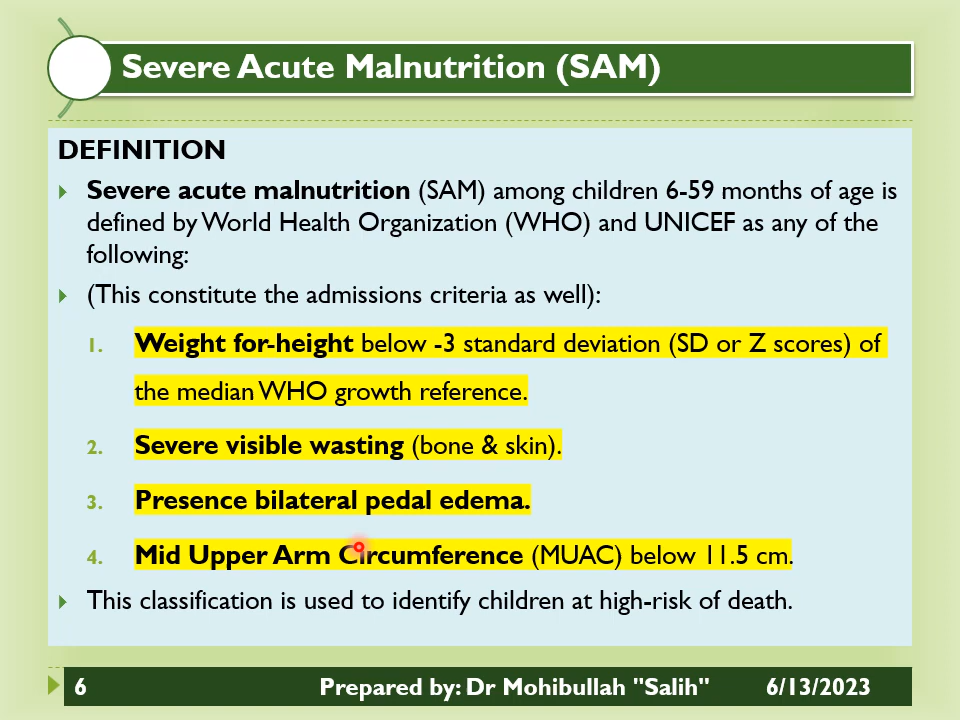 Severe Acute Malnutrition (SAM)
DEFINITION
Severe acute malnutrition (SAM) among children 6-59 months of age is
defined by World Health Organization (WHO) and UNICEF as any of the
following:
(This constitute the admissions criteria as well):
1. Weight for-height below -3 standard deviation (SD or Z scores) of
the median WHO growth reference.
2. Severe visible wasting (bone & skin).
3. Presence bilateral pedal edema.
4. Mid Upper Arm Circumference (MUAC) below 11.5 cm.
This classification is used to identify children at high-risk of death.
6 Prepared by: Dr Mohibullah "Salih" 6/13/2023